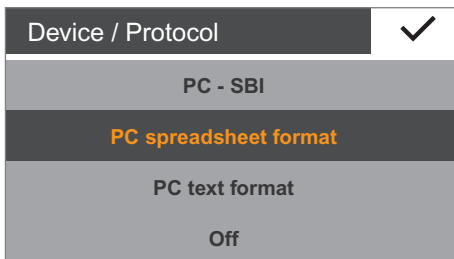 Device / Protocol
PC - SBI
PC spreadsheet format
PC text format
Off